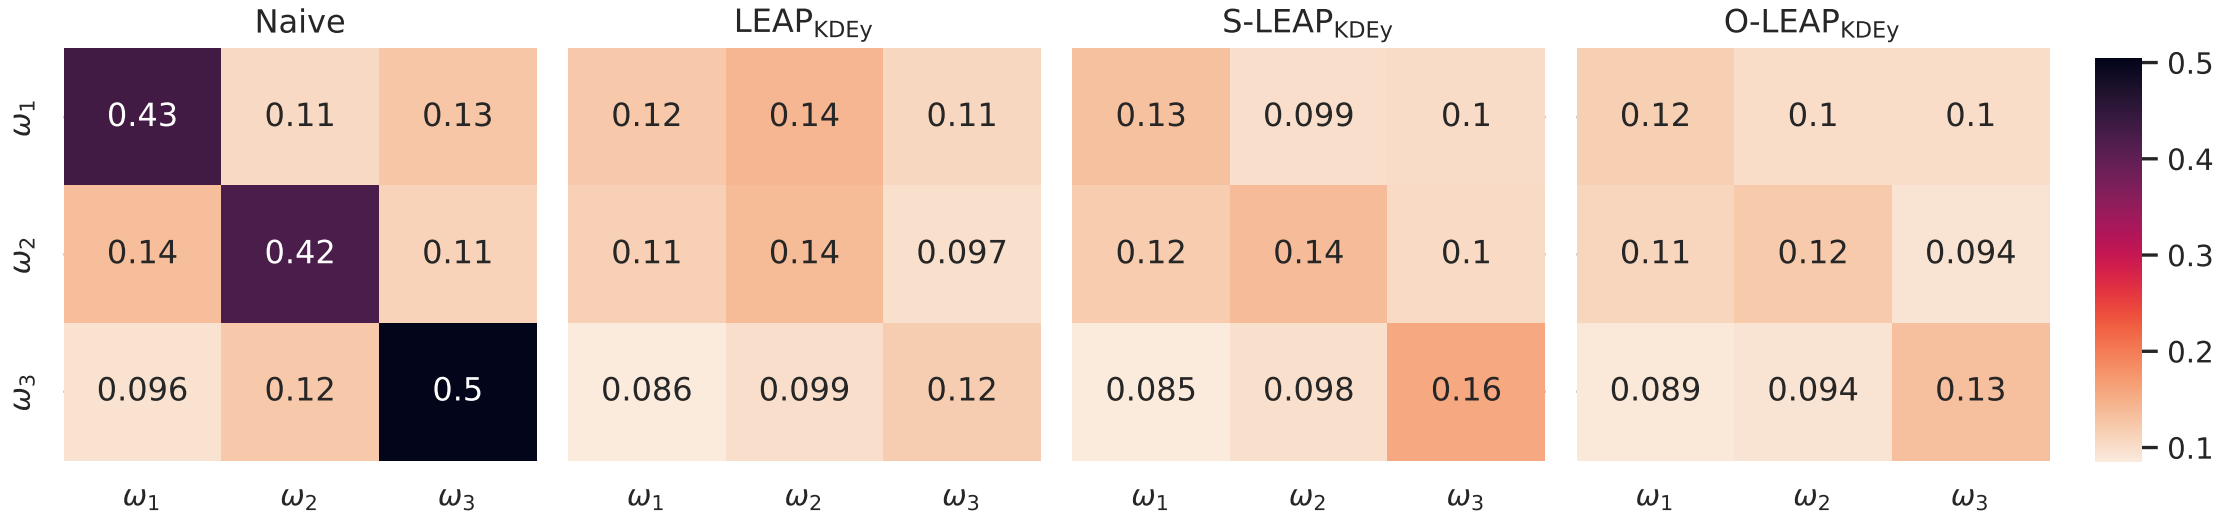 Naive LEAP_KDEy S-LEAP_KDEy O-LEAP_KDEy
0.5
ω₁ 0.43 0.11 0.13 0.12 0.14 0.11 0.13 0.099 0.1 0.12 0.1 0.1
0.4
ω₂ 0.14 0.42 0.11 0.11 0.14 0.097 0.12 0.14 0.1 0.11 0.12 0.094
0.3
0.2
ω₃ 0.096 0.12 0.5 0.086 0.099 0.12 0.085 0.098 0.16 0.089 0.094 0.13
0.1
ω₁ ω₂ ω₃ ω₁ ω₂ ω₃ ω₁ ω₂ ω₃ ω₁ ω₂ ω₃